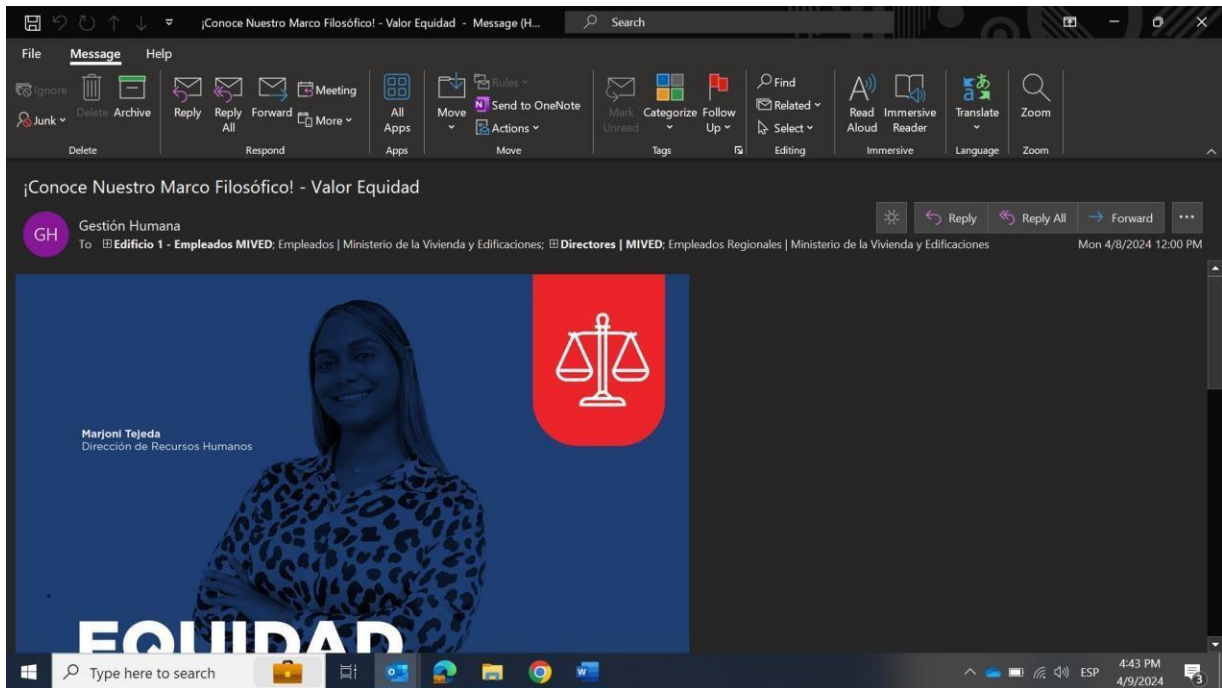 ¡Conoce Nuestro Marco Filosófico! - Valor Equidad - Message (H...
Search
File Message Help
Ignore
Junk
Delete
Archive
Reply
Reply All
Forward
Meeting
More
All Apps
Move
Rules
Send to OneNote
Actions
Mark Unread
Categorize
Follow Up
Find
Related
Select
Read Aloud
Immersive Reader
Translate
Zoom
Delete Respond Apps Move Tags Editing Immersive Language Zoom
¡Conoce Nuestro Marco Filosófico! - Valor Equidad
GH
Gestión Humana
Reply Reply All Forward
To Edificio 1 - Empleados MIVED; Empleados | Ministerio de la Vivienda y Edificaciones; Directores | MIVED; Empleados Regionales | Ministerio de la Vivienda y Edificaciones
Mon 4/8/2024 12:00 PM
Marjoni Tejeda
Dirección de Recursos Humanos
EQUIDAD
Type here to search
ESP
4:43 PM
4/9/2024
3